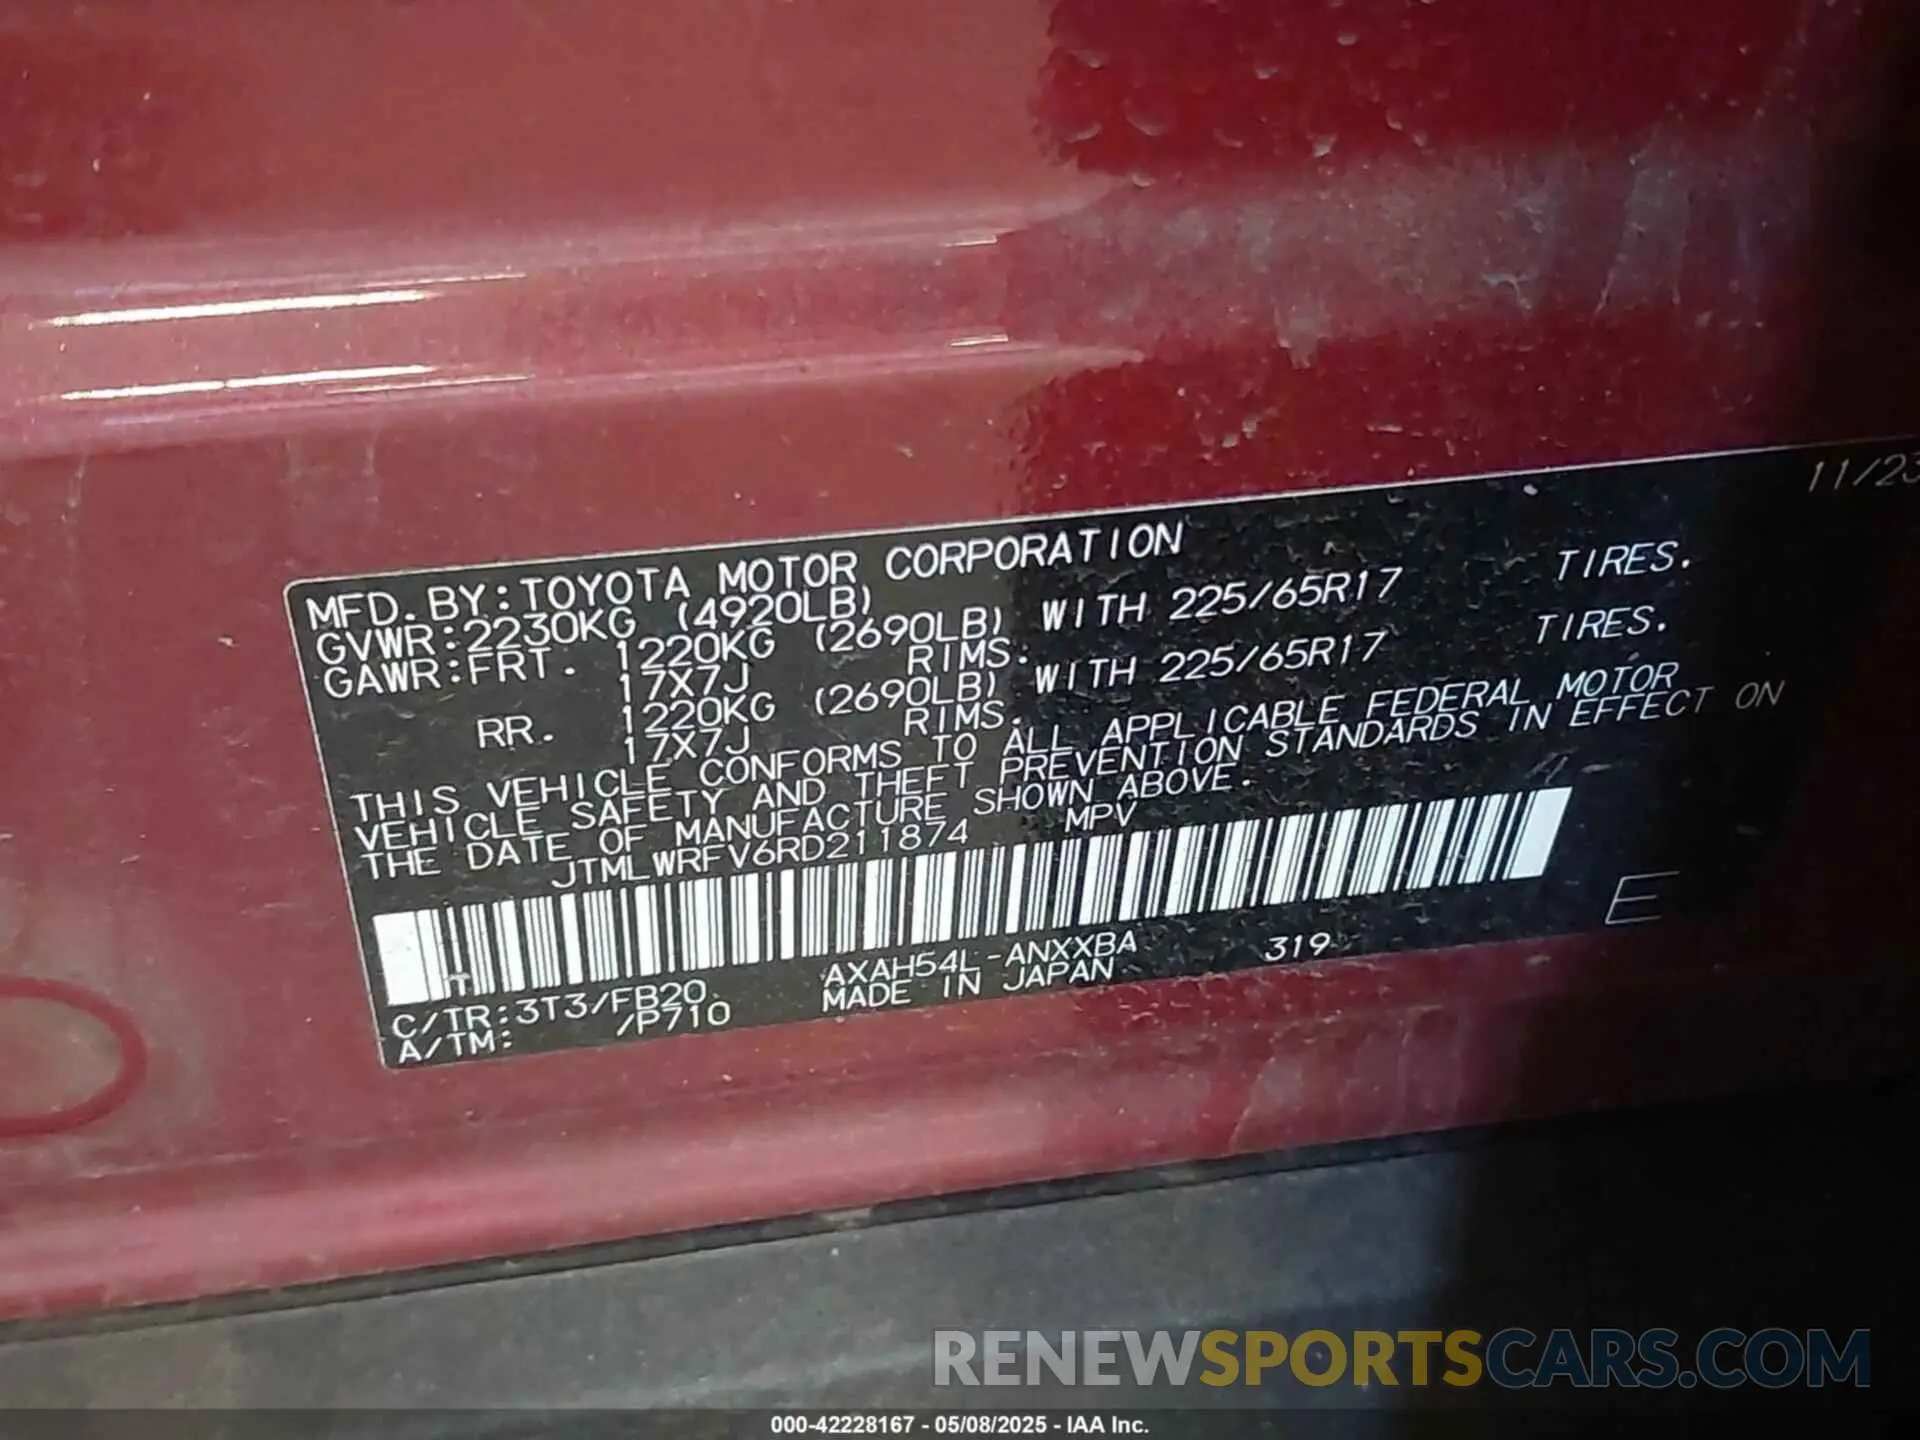 11/23
MFD. BY: TOYOTA MOTOR CORPORATION
GVWR: 2230KG (4920LB)
GAWR: FRT. 1220KG (2690LB) WITH 225/65R17 TIRES.
17X7J RIMS.
RR. 1220KG (2690LB) WITH 225/65R17 TIRES.
17X7J RIMS.
THIS VEHICLE CONFORMS TO ALL APPLICABLE FEDERAL MOTOR
VEHICLE SAFETY AND THEFT PREVENTION STANDARDS IN EFFECT ON
THE DATE OF MANUFACTURE SHOWN ABOVE.
JTMLWRFV6RD211874 MPV
E
C/TR: 3T3/FB20 AXAH54L-ANXXBA 319
A/TM: /P710 MADE IN JAPAN
RENEWSPORTSCARS.COM
000-42228167 - 05/08/2025 - IAA Inc.